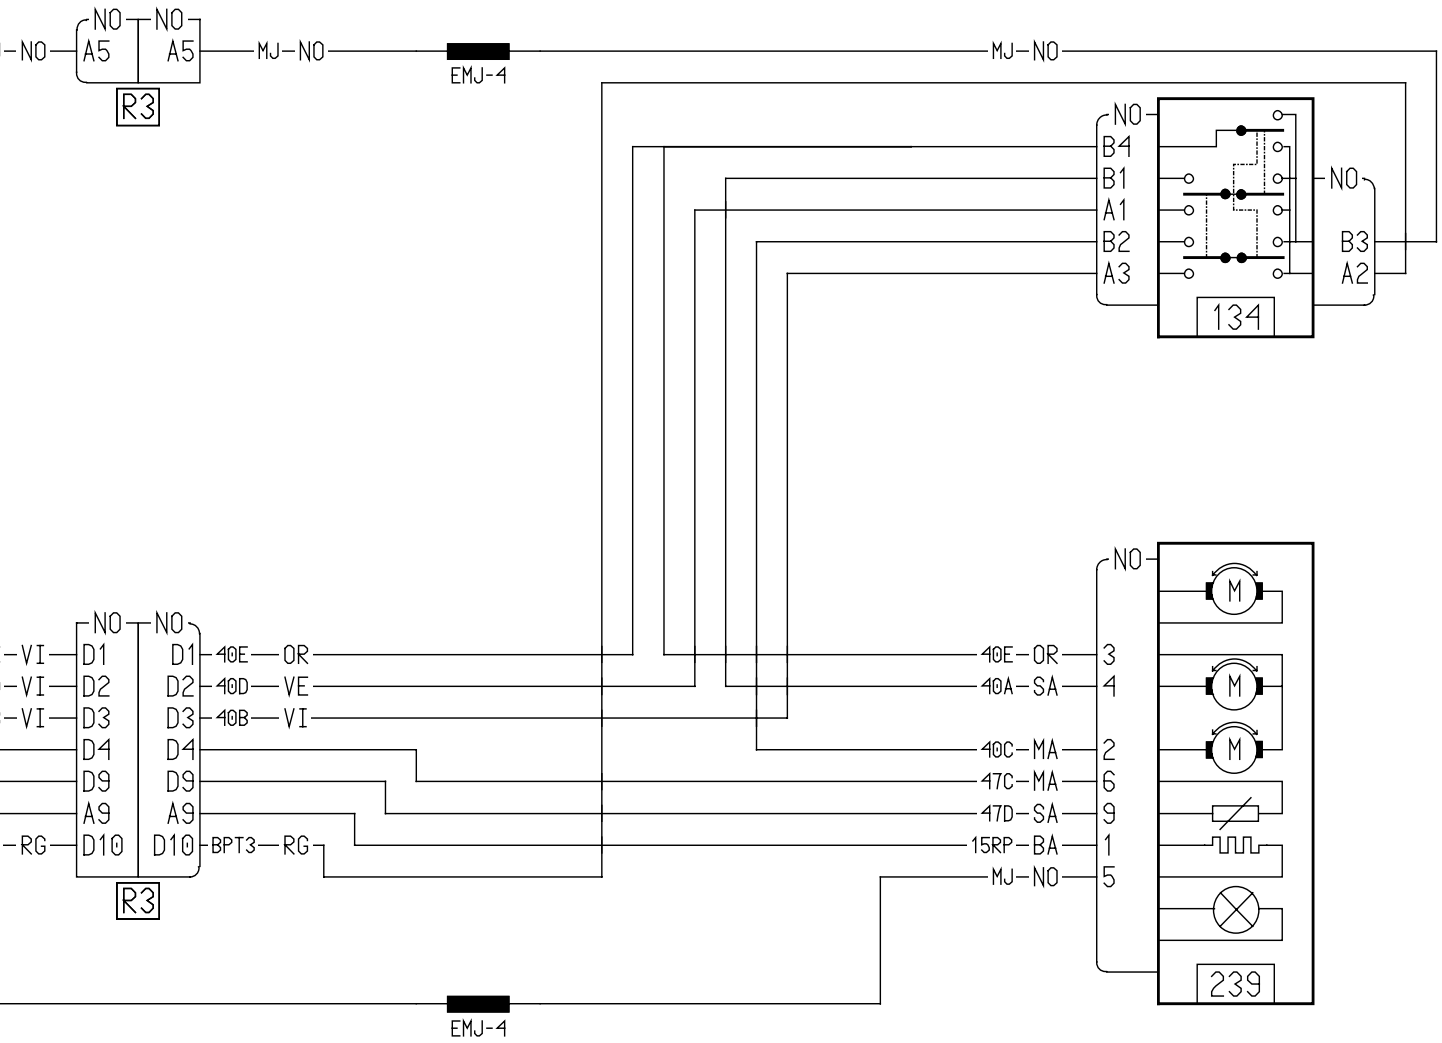 NO NO
NO A5 A5 MJ NO MJ NO
EMJ-4
R3
NO
B4
B1 NO
A1
B2 B3
A3 A2
134
NO
M
NO NO
VI D1 D1 40E OR 40E OR 3
VI D2 D2 40D VE 40A SA 4 M
VI D3 D3 40B VI
D4 D4 40C MA 2 M
D9 D9 47C MA 6
A9 A9 47D SA 9
RG D10 D10 BPT3 RG 15RP BA 1
MJ NO 5
R3
239
EMJ-4